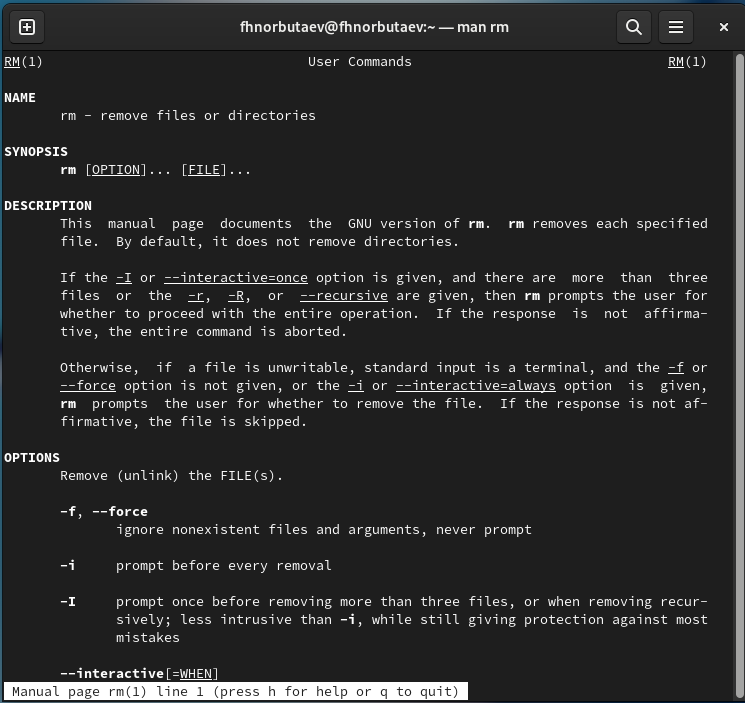 fhnorbutaev@fhnorbutaev:~ — man rm
RM(1) User Commands RM(1)
NAME
rm - remove files or directories
SYNOPSIS
rm [OPTION]... [FILE]...
DESCRIPTION
This manual page documents the GNU version of rm. rm removes each specified
file. By default, it does not remove directories.
If the -I or --interactive=once option is given, and there are more than three
files or the -r, -R, or --recursive are given, then rm prompts the user for
whether to proceed with the entire operation. If the response is not affirma-
tive, the entire command is aborted.
Otherwise, if a file is unwritable, standard input is a terminal, and the -f or
--force option is not given, or the -i or --interactive=always option is given,
rm prompts the user for whether to remove the file. If the response is not af-
firmative, the file is skipped.
OPTIONS
Remove (unlink) the FILE(s).
-f, --force
ignore nonexistent files and arguments, never prompt
-i prompt before every removal
-I prompt once before removing more than three files, or when removing recur-
sively; less intrusive than -i, while still giving protection against most
mistakes
--interactive[=WHEN]
Manual page rm(1) line 1 (press h for help or q to quit)